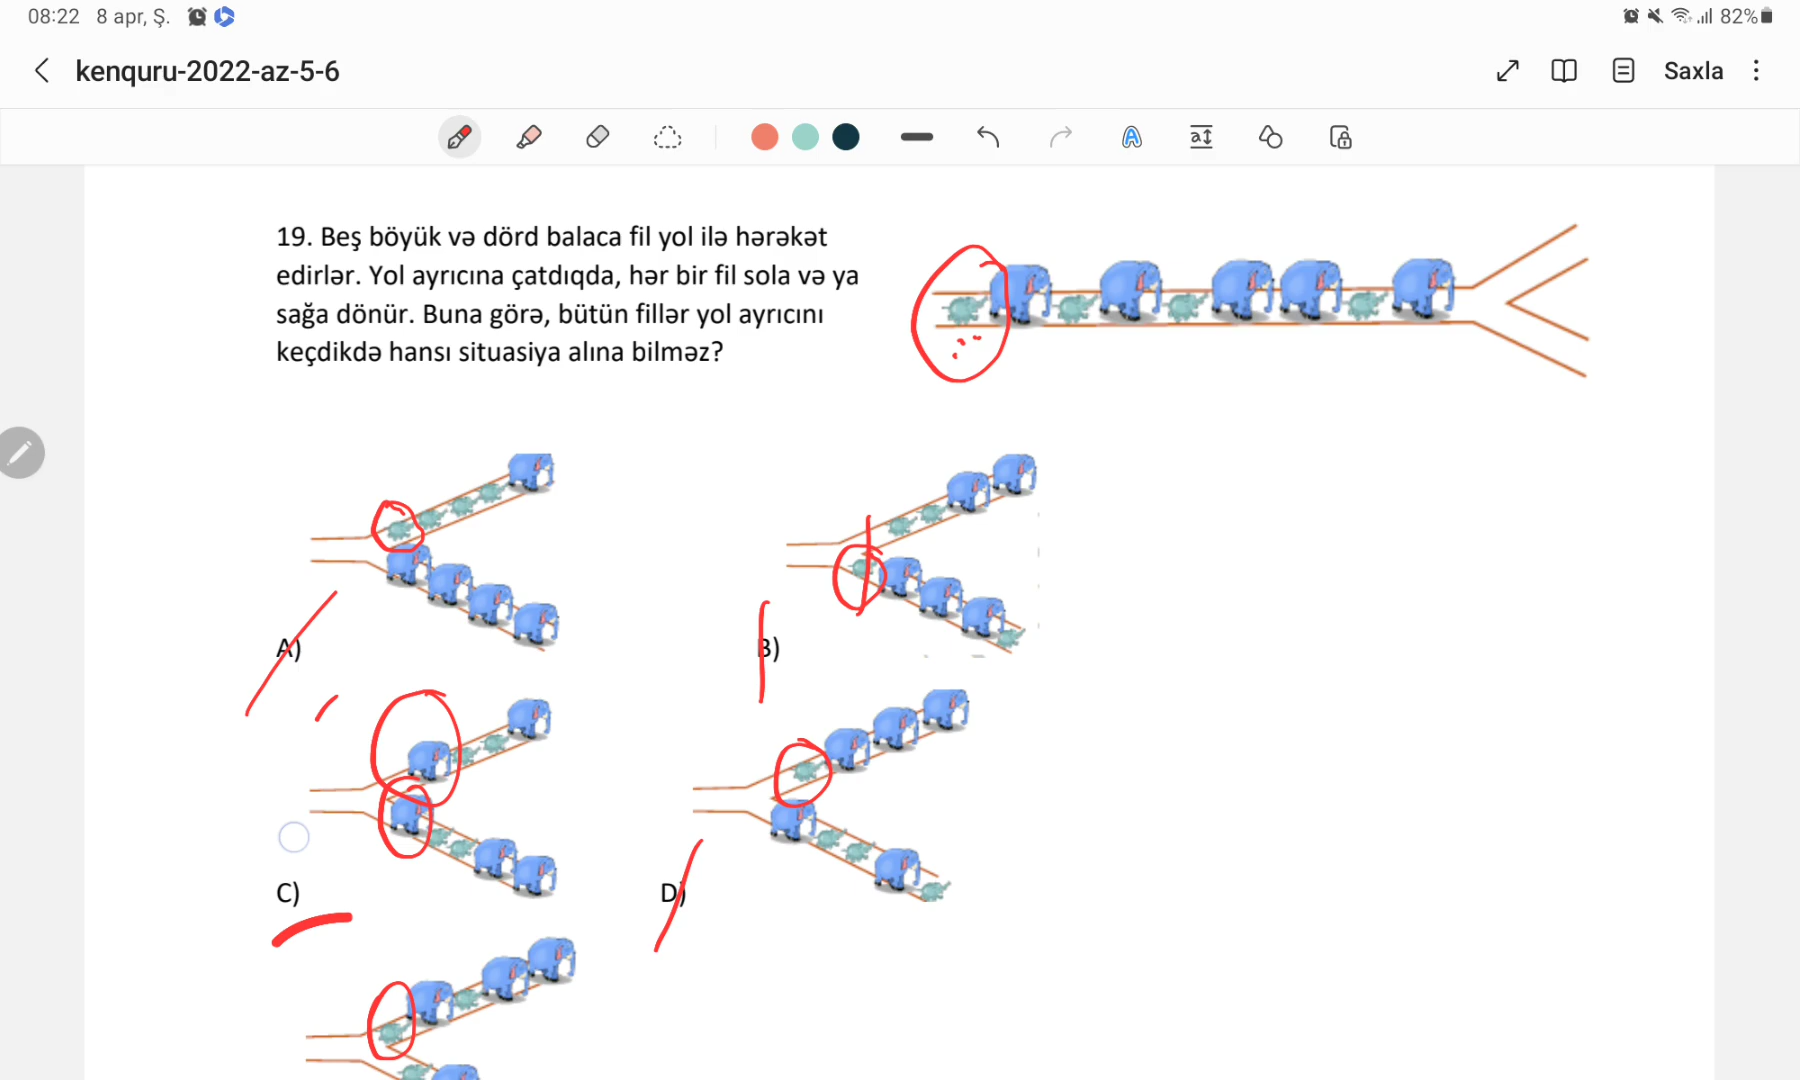 08:22 8 apr, Ş.
82%
kenquru-2022-az-5-6
Saxla
19. Beş böyük və dörd balaca fil yol ilə hərəkət
edirlər. Yol ayrıcına çatdıqda, hər bir fil sola və ya
sağa dönür. Buna görə, bütün fillər yol ayrıcını
keçdikdə hansı situasiya alına bilməz?
A)
B)
C)
D)